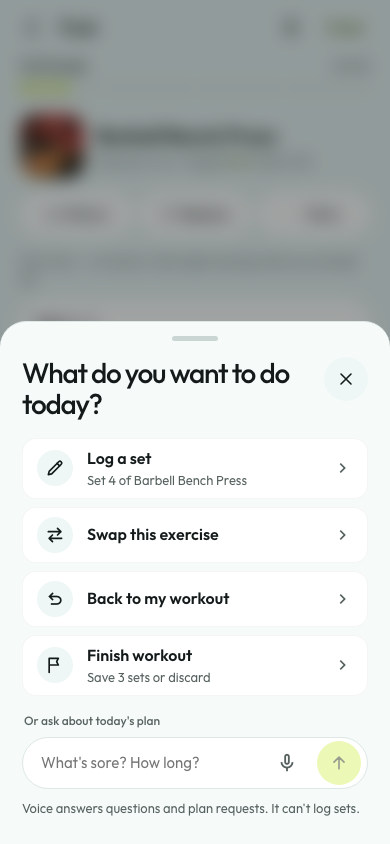 What do you want to do
today?
Log a set
Set 4 of Barbell Bench Press
Swap this exercise
Back to my workout
Finish workout
Save 3 sets or discard
Or ask about today's plan
What's sore? How long?
Voice answers questions and plan requests. It can't log sets.